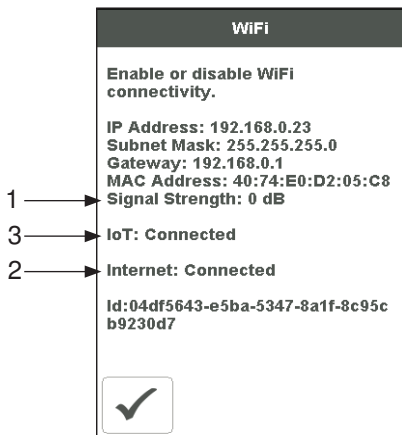 WiFi
Enable or disable WiFi
connectivity.
IP Address: 192.168.0.23
Subnet Mask: 255.255.255.0
Gateway: 192.168.0.1
MAC Address: 40:74:E0:D2:05:C8
1 Signal Strength: 0 dB
3 IoT: Connected
2 Internet: Connected
Id:04df5643-e5ba-5347-8a1f-8c95c
b9230d7